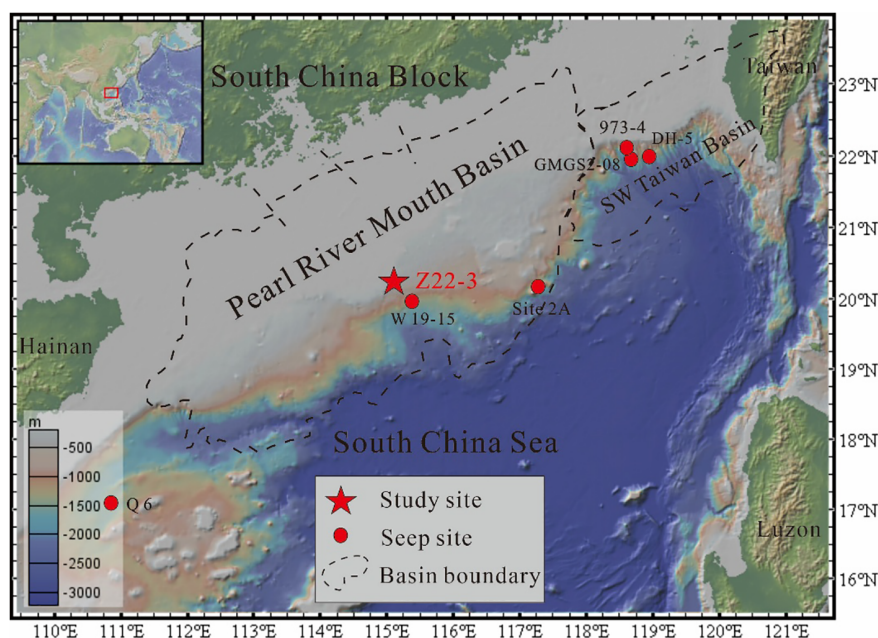 South China Block
Taiwan
23°N
973-4
DH-5
22°N
GMGS2-08
SW Taiwan Basin
Pearl River Mouth Basin
21°N
Z22-3
20°N
W 19-15
Site 2A
Hainan
19°N
m
-500
-1000
-1500
-2000
-2500
-3000
South China Sea
18°N
Q 6
17°N
Luzon
16°N
Study site
Seep site
Basin boundary
110°E 111°E 112°E 113°E 114°E 115°E 116°E 117°E 118°E 119°E 120°E 121°E